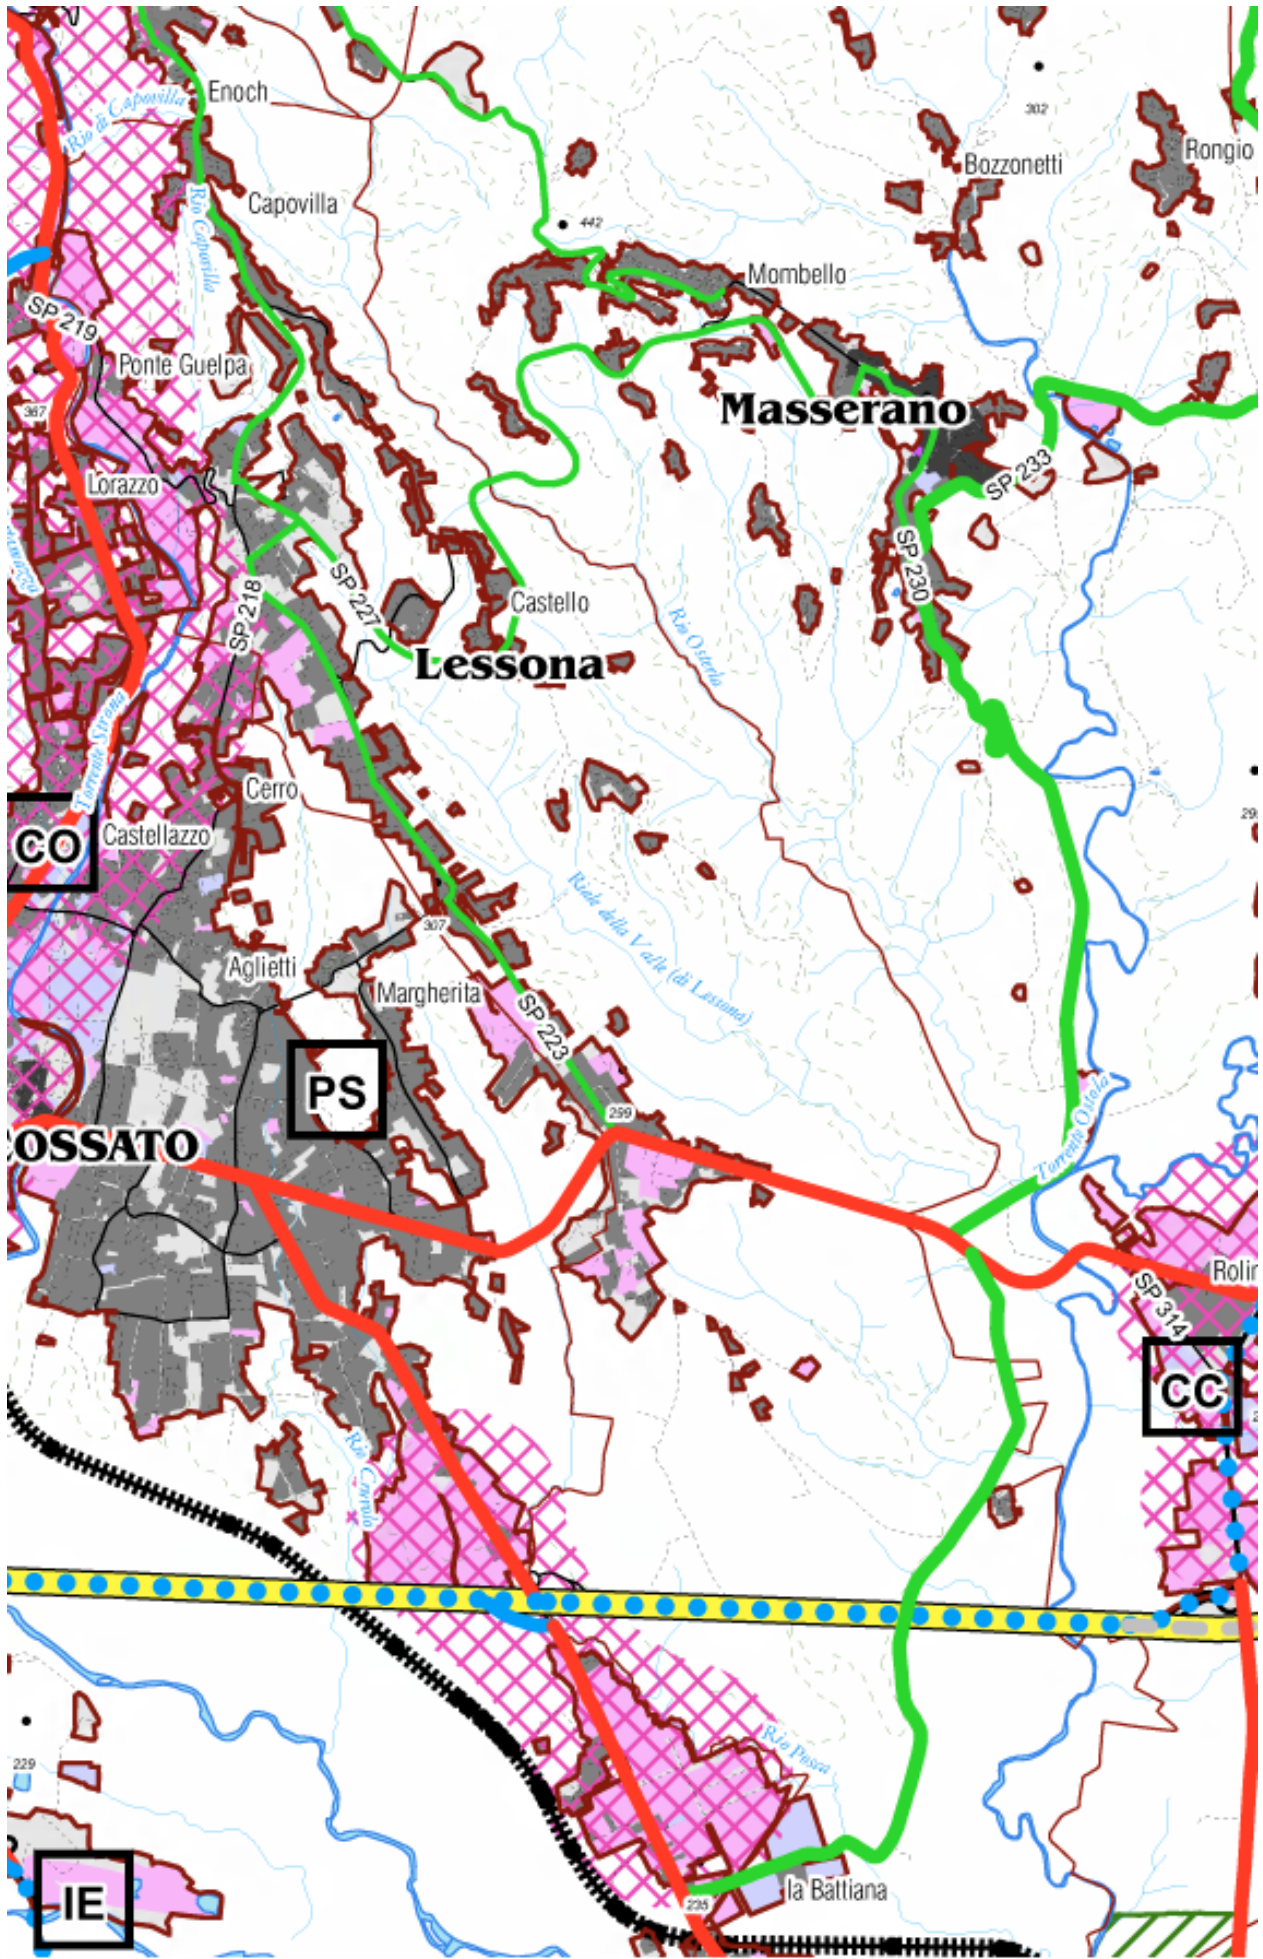 Enoch
302
Rio di Capovilla
Bozzonetti
Rongio
Capovilla
Rio Capovilla
442
Mombello
SP 219
Ponte Guelpa
367
Masserano
Lorazzo
SP 233
SP 230
SP 227
SP 218
Castello
Rio Osterla
Lessona
Torrente Strona
Cerro
CO
Castellazzo
Riale della Valle (di Lessona)
307
Aglietti
Margherita
SP 223
PS
299
OSSATO
Torrente Ostola
Rolin
SP 314
CC
Rio Cravolo
Rio Pusca
229
IE
la Battiana
235